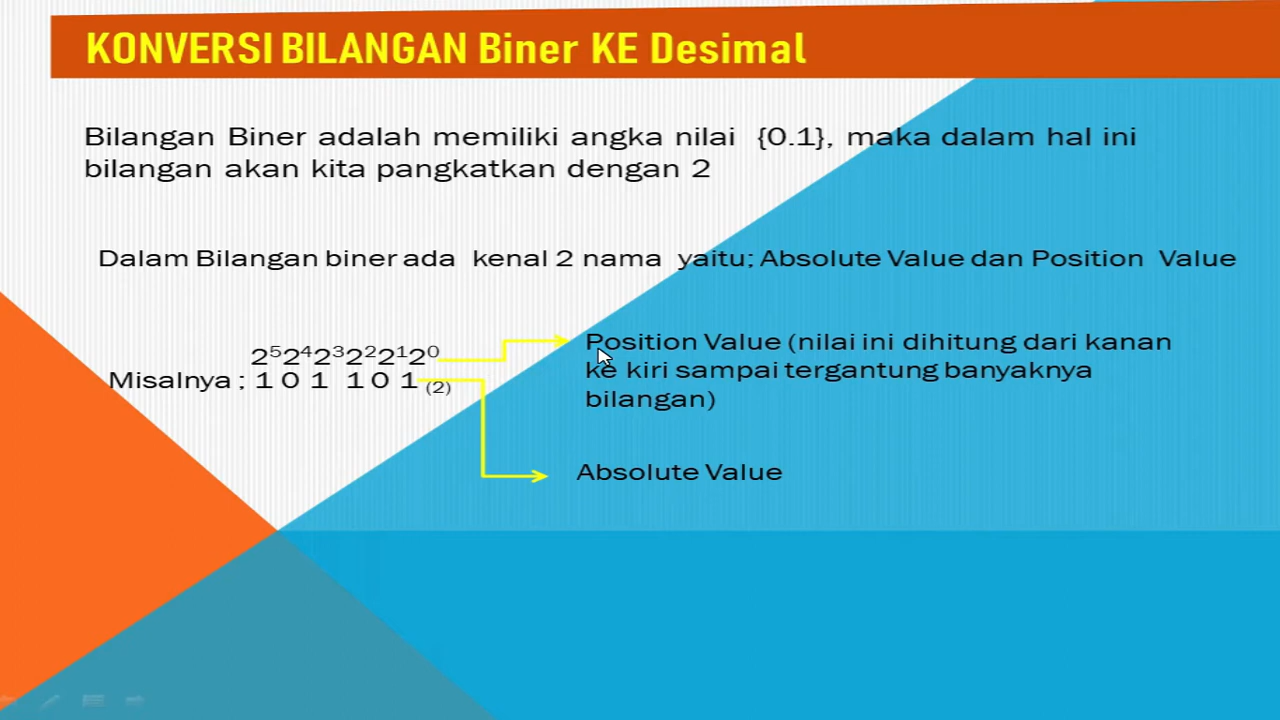 KONVERSI BILANGAN Biner KE Desimal
Bilangan Biner adalah memiliki angka nilai {0.1}, maka dalam hal ini
bilangan akan kita pangkatkan dengan 2
Dalam Bilangan biner ada kenal 2 nama yaitu; Absolute Value dan Position Value
2⁵2⁴2³2²2¹2⁰
Misalnya ; 1 0 1 1 0 1 (2)
Position Value (nilai ini dihitung dari kanan
ke kiri sampai tergantung banyaknya
bilangan)
Absolute Value